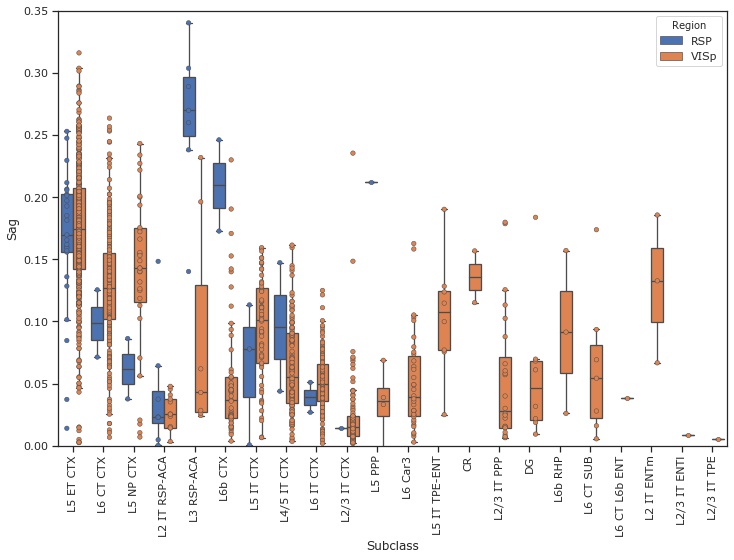 0.35
0.30
0.25
0.20
0.15
0.10
0.05
0.00
Sag
Region
RSP
VISp
L5 ET CTX
L6 CT CTX
L5 NP CTX
L2 IT RSP-ACA
L3 RSP-ACA
L6b CTX
L5 IT CTX
L4/5 IT CTX
L6 IT CTX
L2/3 IT CTX
L5 PPP
L6 Car3
L5 IT TPE-ENT
CR
L2/3 IT PPP
DG
L6b RHP
L6 CT SUB
L6 CT L6b ENT
L2 IT ENTm
L2/3 IT ENTl
L2/3 IT TPE
Subclass